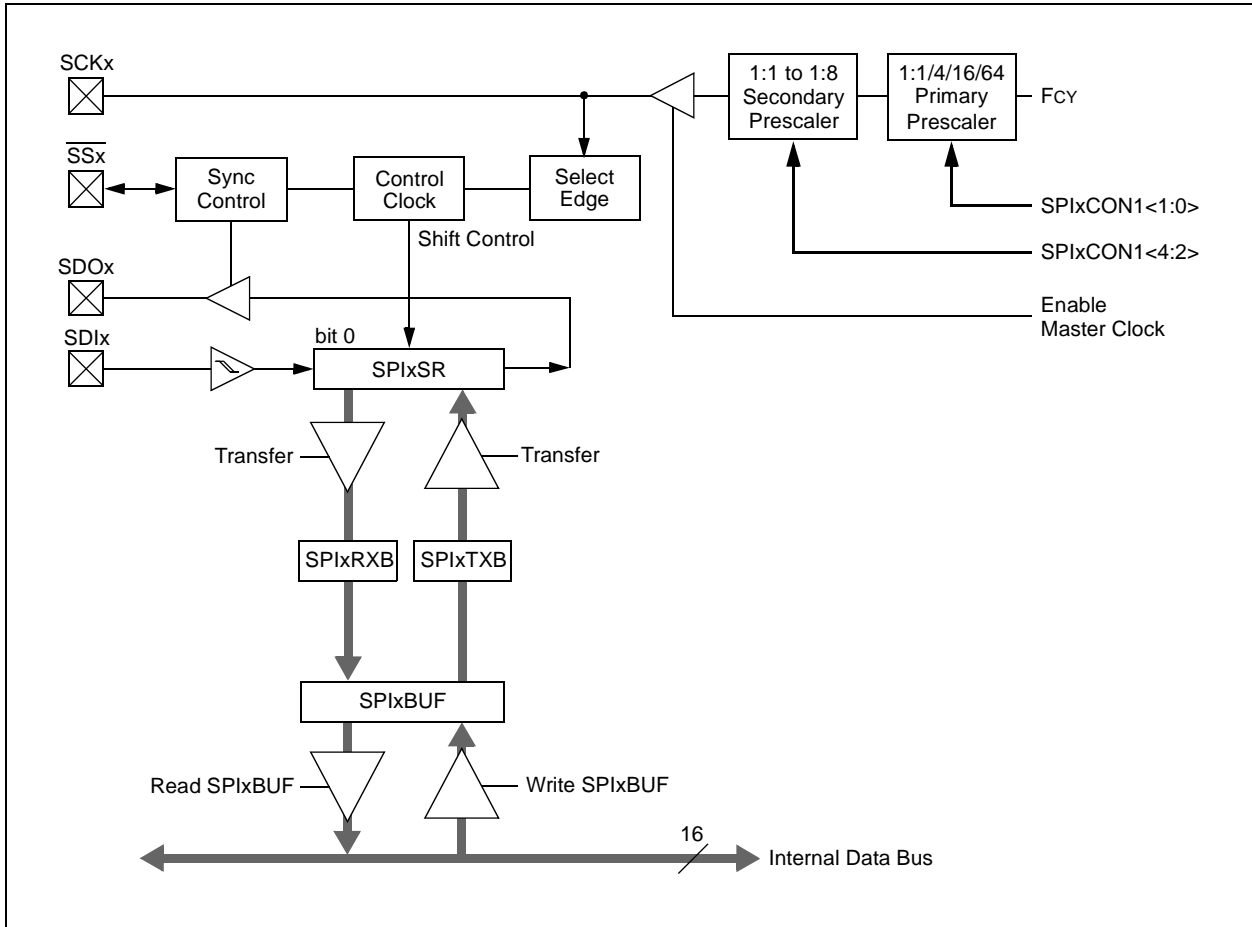 SCKx
1:1 to 1:8
Secondary
Prescaler
1:1/4/16/64
Primary
Prescaler
FCY
SSx
Sync
Control
Control
Clock
Select
Edge
Shift Control
SPIxCON1<1:0>
SPIxCON1<4:2>
SDOx
Enable
Master Clock
SDIx
bit 0
SPIxSR
Transfer
Transfer
SPIxRXB
SPIxTXB
SPIxBUF
Read SPIxBUF
Write SPIxBUF
16
Internal Data Bus